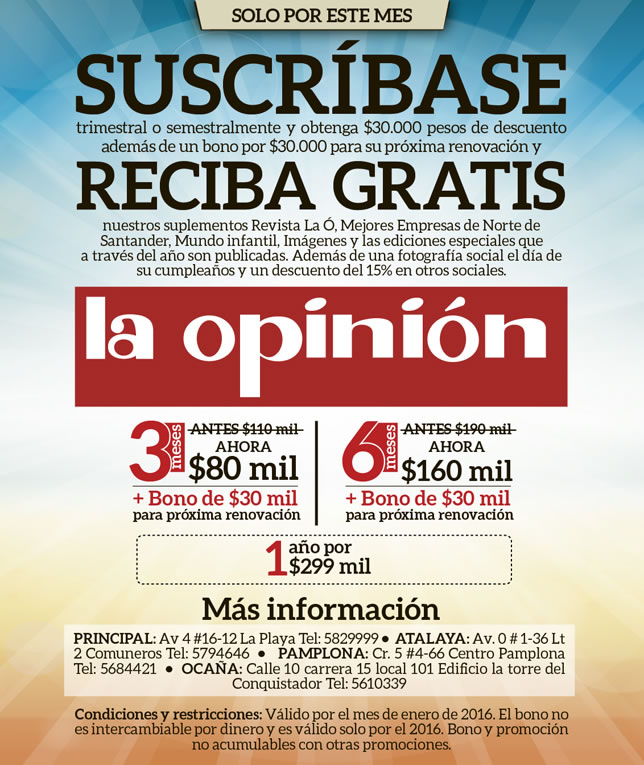 SOLO POR ESTE MES
SUSCRÍBASE
trimestral o semestralmente y obtenga $30.000 pesos de descuento
además de un bono por $30.000 para su próxima renovación y
RECIBA GRATIS
nuestros suplementos Revista La Ó, Mejores Empresas de Norte de
Santander, Mundo infantil, Imágenes y las ediciones especiales que
a través del año son publicadas. Además de una fotografía social el día de
su cumpleaños y un descuento del 15% en otros sociales.
la opinión
3 meses
ANTES $110 mil
AHORA
$80 mil
+ Bono de $30 mil
para próxima renovación
6 meses
ANTES $190 mil
AHORA
$160 mil
+ Bono de $30 mil
para próxima renovación
1 año por
$299 mil
Más información
PRINCIPAL: Av 4 #16-12 La Playa Tel: 5829999 • ATALAYA: Av. 0 # 1-36 Lt
2 Comuneros Tel: 5794646 • PAMPLONA: Cr. 5 #4-66 Centro Pamplona
Tel: 5684421 • OCAÑA: Calle 10 carrera 15 local 101 Edificio la torre del
Conquistador Tel: 5610339
Condiciones y restricciones: Válido por el mes de enero de 2016. El bono no
es intercambiable por dinero y es válido solo por el 2016. Bono y promoción
no acumulables con otras promociones.